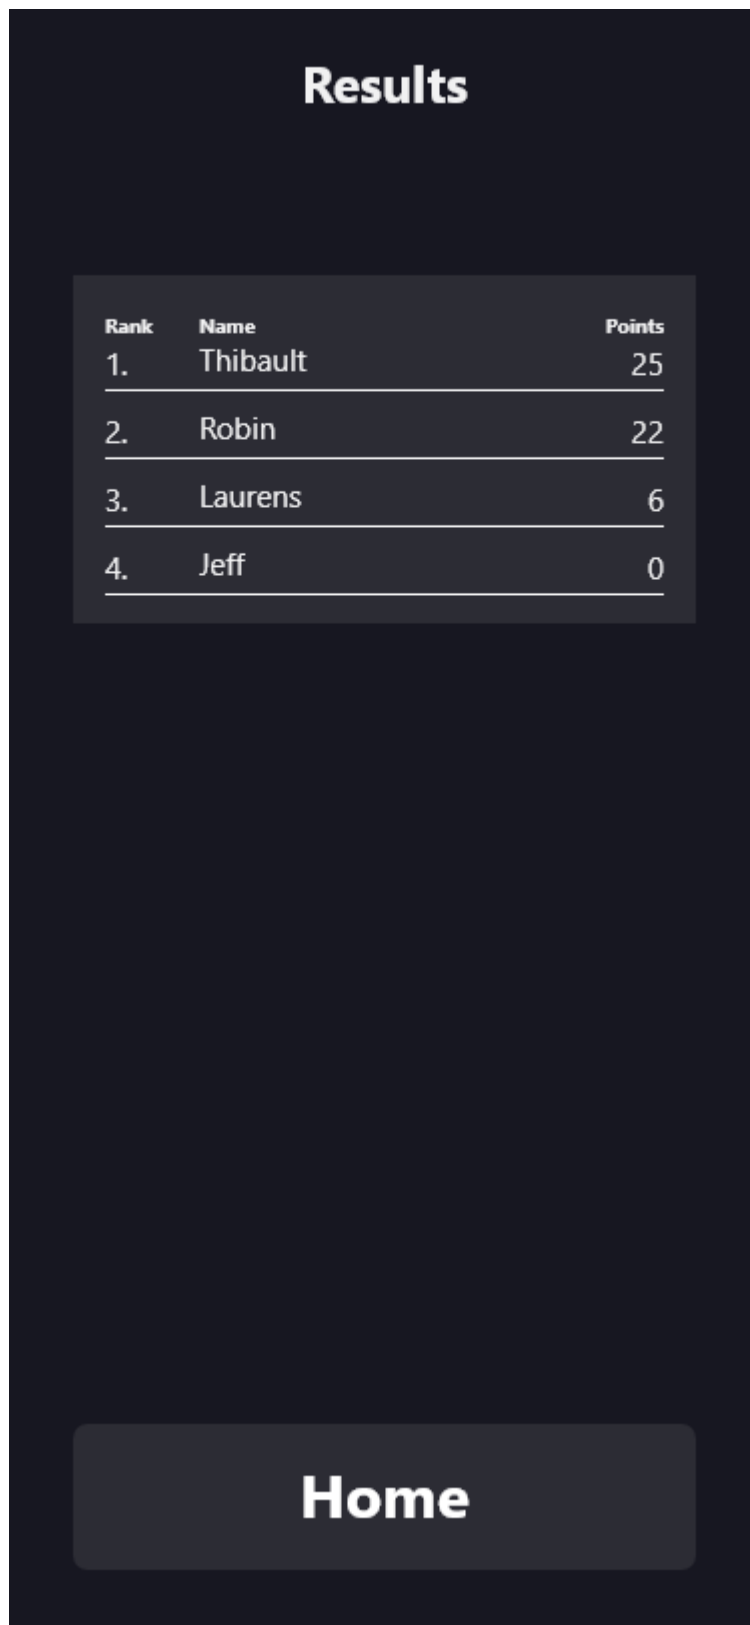 Results
Rank Name Points
1. Thibault 25
2. Robin 22
3. Laurens 6
4. Jeff 0
Home